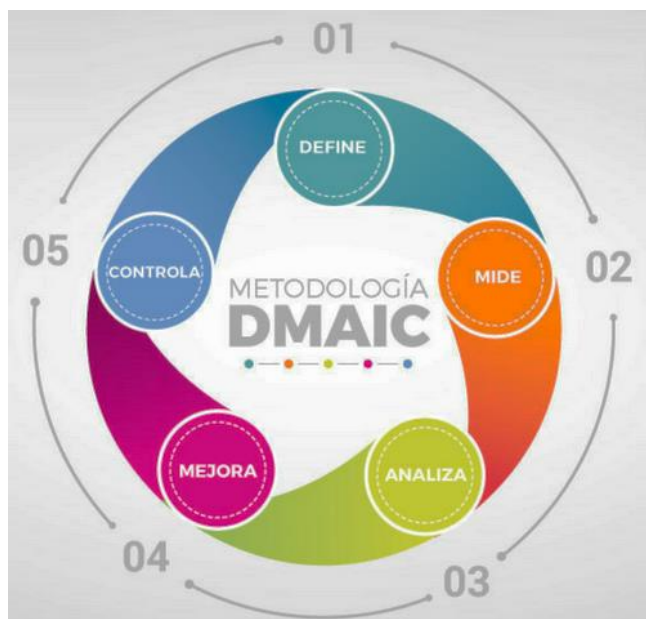 01
DEFINE
02
MIDE
03
ANALIZA
04
MEJORA
05
CONTROLA
METODOLOGÍA
DMAIC